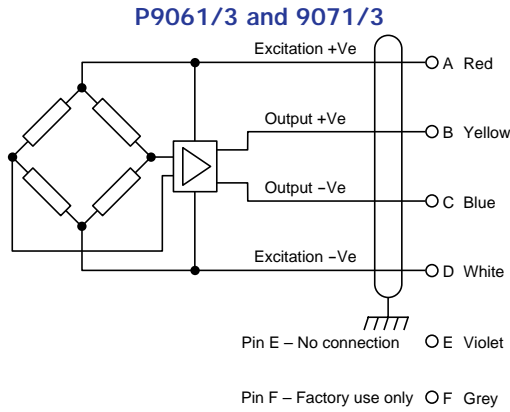 P9061/3 and 9071/3
Excitation +Ve
A Red
Output +Ve
B Yellow
Output −Ve
C Blue
Excitation −Ve
D White
Pin E – No connection
E Violet
Pin F – Factory use only
F Grey